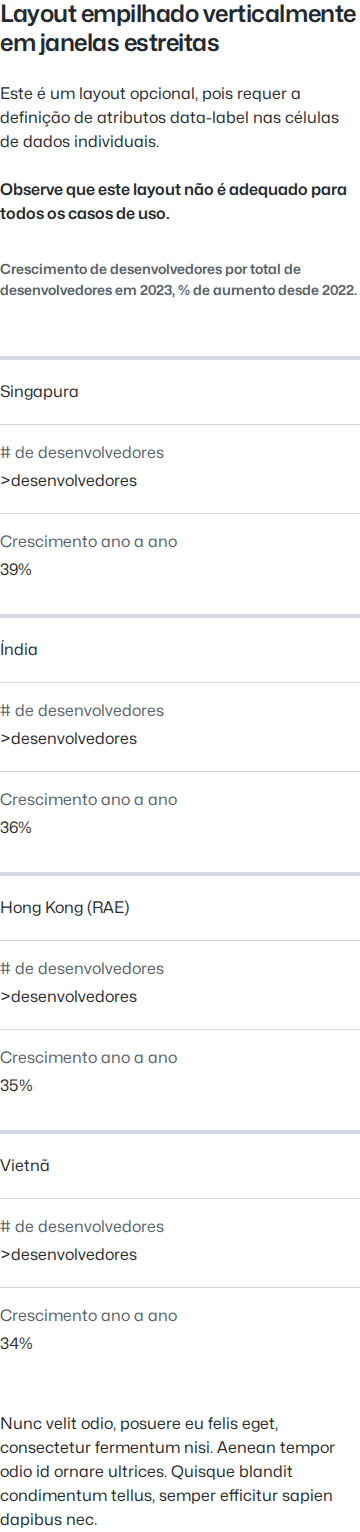 Layout empilhado verticalmente
em janelas estreitas
Este é um layout opcional, pois requer a
definição de atributos data-label nas células
de dados individuais.
Observe que este layout não é adequado para
todos os casos de uso.
Crescimento de desenvolvedores por total de
desenvolvedores em 2023, % de aumento desde 2022.
Singapura
# de desenvolvedores
>desenvolvedores
Crescimento ano a ano
39%
Índia
# de desenvolvedores
>desenvolvedores
Crescimento ano a ano
36%
Hong Kong (RAE)
# de desenvolvedores
>desenvolvedores
Crescimento ano a ano
35%
Vietnã
# de desenvolvedores
>desenvolvedores
Crescimento ano a ano
34%
Nunc velit odio, posuere eu felis eget,
consectetur fermentum nisi. Aenean tempor
odio id ornare ultrices. Quisque blandit
condimentum tellus, semper efficitur sapien
dapibus nec.